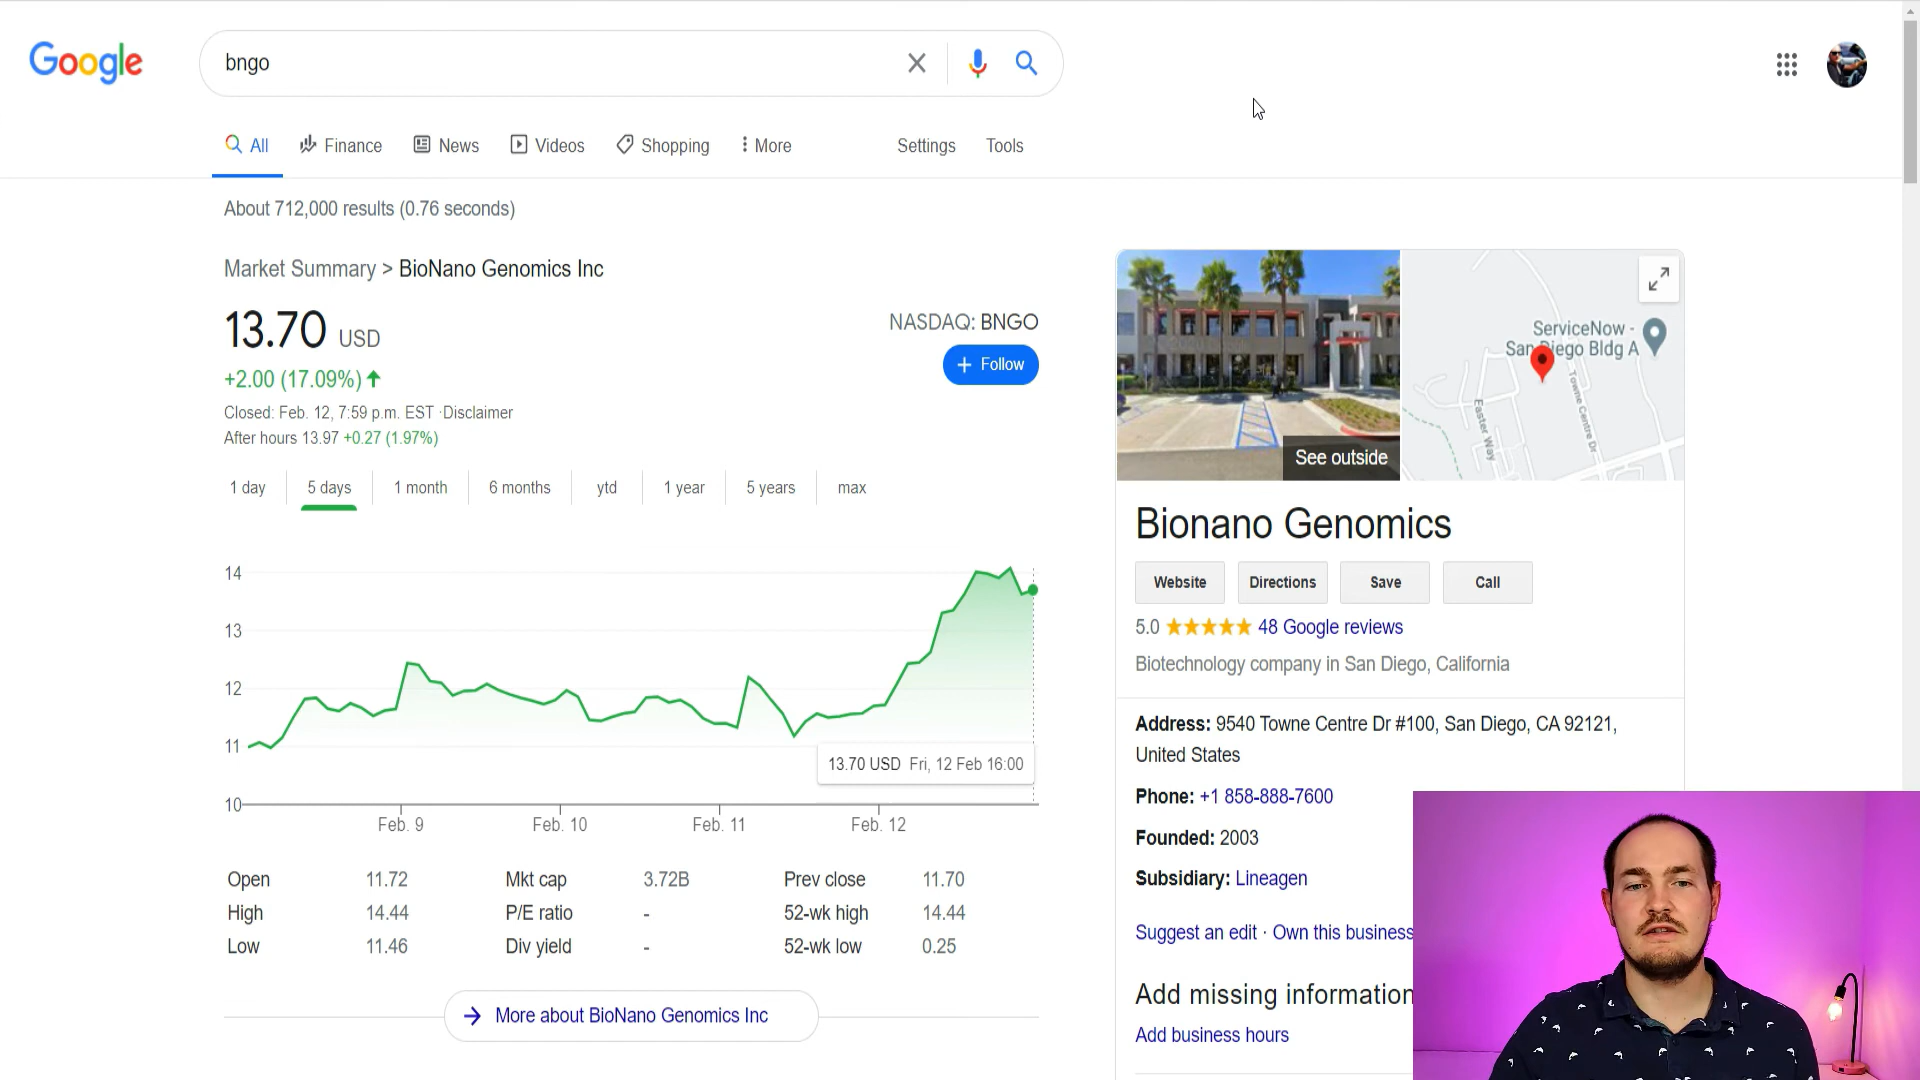 Google
bngo
All
Finance
News
Videos
Shopping
More
Settings
Tools
About 712,000 results (0.76 seconds)
Market Summary > BioNano Genomics Inc
13.70 USD
NASDAQ: BNGO
+2.00 (17.09%)
Follow
Closed: Feb. 12, 7:59 p.m. EST ·Disclaimer
After hours 13.97 +0.27 (1.97%)
1 day
5 days
1 month
6 months
ytd
1 year
5 years
max
14
13
12
11
10
13.70 USD Fri, 12 Feb 16:00
Feb. 9
Feb. 10
Feb. 11
Feb. 12
Open 11.72 Mkt cap 3.72B Prev close 11.70
High 14.44 P/E ratio - 52-wk high 14.44
Low 11.46 Div yield - 52-wk low 0.25
More about BioNano Genomics Inc
See outside
ServiceNow -
San Diego Bldg A
Easter Way
Towne Centre Dr
Bionano Genomics
Website
Directions
Save
Call
5.0 48 Google reviews
Biotechnology company in San Diego, California
Address: 9540 Towne Centre Dr #100, San Diego, CA 92121,
United States
Phone: +1 858-888-7600
Founded: 2003
Subsidiary: Lineagen
Suggest an edit · Own this business
Add missing information
Add business hours